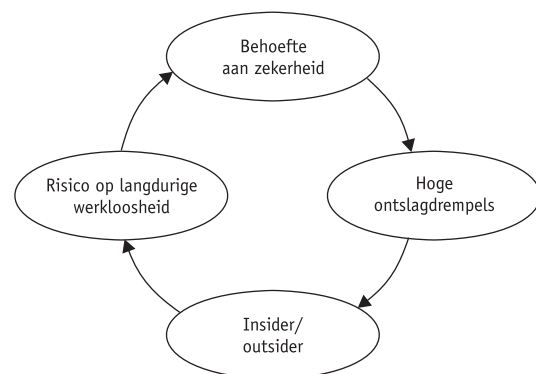 Behoefte
aan zekerheid
Risico op langdurige
werkloosheid
Hoge
ontslagdrempels
Insider/
outsider